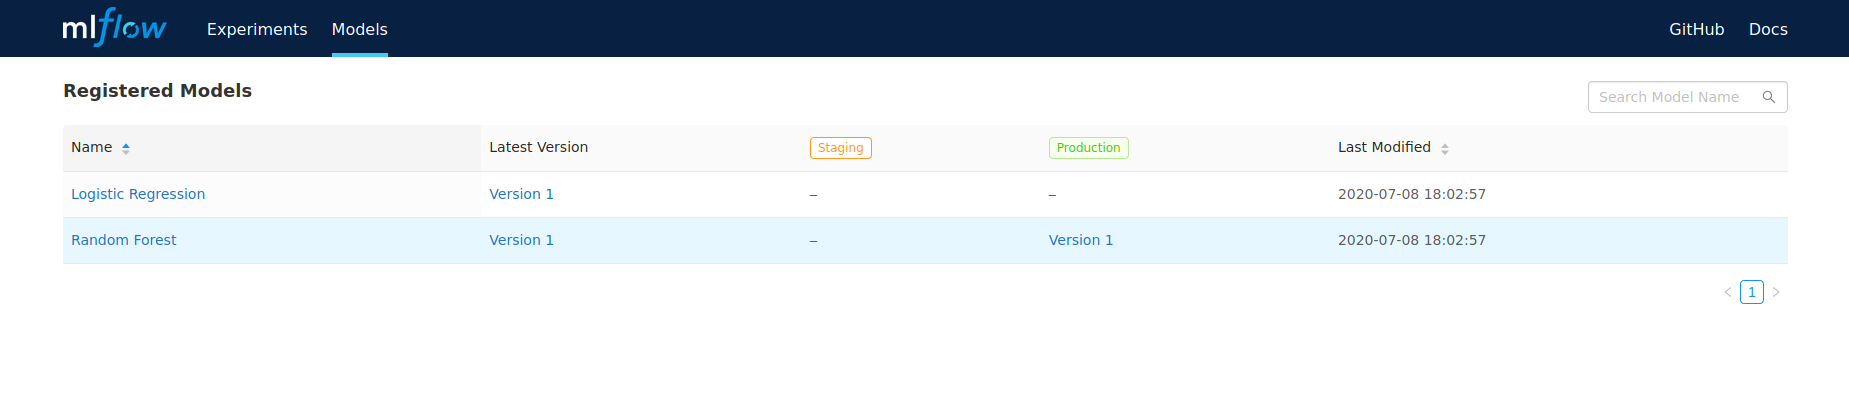 mlflow Experiments Models GitHub Docs
Registered Models Search Model Name
Name Latest Version Staging Production Last Modified
Logistic Regression Version 1 – – 2020-07-08 18:02:57
Random Forest Version 1 – Version 1 2020-07-08 18:02:57
< 1 >